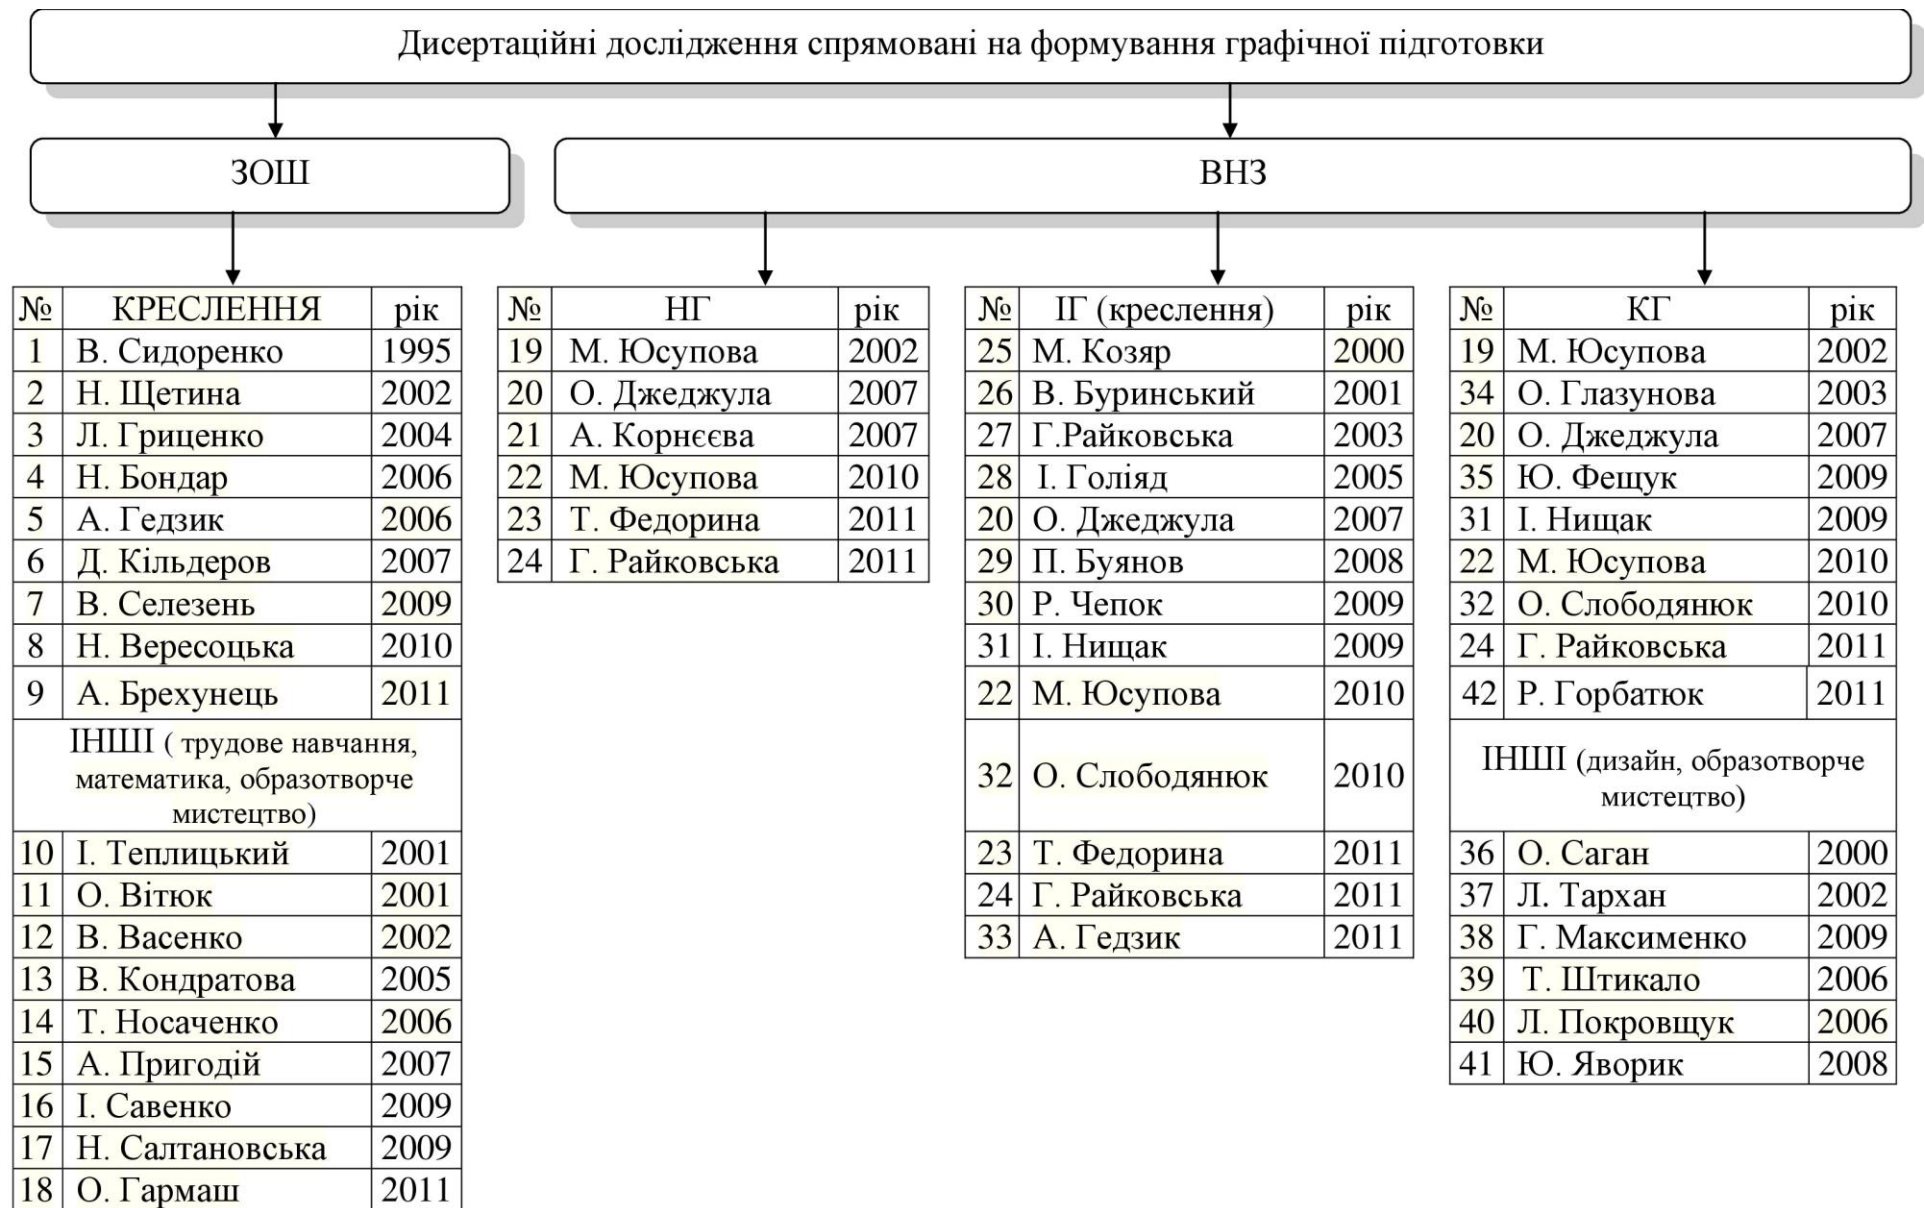 Дисертаційні дослідження спрямовані на формування графічної підготовки
ЗОШ
ВНЗ
№ КРЕСЛЕННЯ рік
1 В. Сидоренко 1995
2 Н. Щетина 2002
3 Л. Гриценко 2004
4 Н. Бондар 2006
5 А. Гедзик 2006
6 Д. Кільдеров 2007
7 В. Селезень 2009
8 Н. Вересоцька 2010
9 А. Брехунець 2011
ІНШІ ( трудове навчання,
математика, образотворче
мистецтво)
10 І. Теплицький 2001
11 О. Вітюк 2001
12 В. Васенко 2002
13 В. Кондратова 2005
14 Т. Носаченко 2006
15 А. Пригодій 2007
16 І. Савенко 2009
17 Н. Салтановська 2009
18 О. Гармаш 2011
№ НГ рік
19 М. Юсупова 2002
20 О. Джеджула 2007
21 А. Корнєєва 2007
22 М. Юсупова 2010
23 Т. Федорина 2011
24 Г. Райковська 2011
№ ІГ (креслення) рік
25 М. Козяр 2000
26 В. Буринський 2001
27 Г.Райковська 2003
28 І. Голіяд 2005
20 О. Джеджула 2007
29 П. Буянов 2008
30 Р. Чепок 2009
31 І. Нищак 2009
22 М. Юсупова 2010
32 О. Слободянюк 2010
23 Т. Федорина 2011
24 Г. Райковська 2011
33 А. Гедзик 2011
№ КГ рік
19 М. Юсупова 2002
34 О. Глазунова 2003
20 О. Джеджула 2007
35 Ю. Фещук 2009
31 І. Нищак 2009
22 М. Юсупова 2010
32 О. Слободянюк 2010
24 Г. Райковська 2011
42 Р. Горбатюк 2011
ІНШІ (дизайн, образотворче
мистецтво)
36 О. Саган 2000
37 Л. Тархан 2002
38 Г. Максименко 2009
39 Т. Штикало 2006
40 Л. Покровщук 2006
41 Ю. Яворик 2008